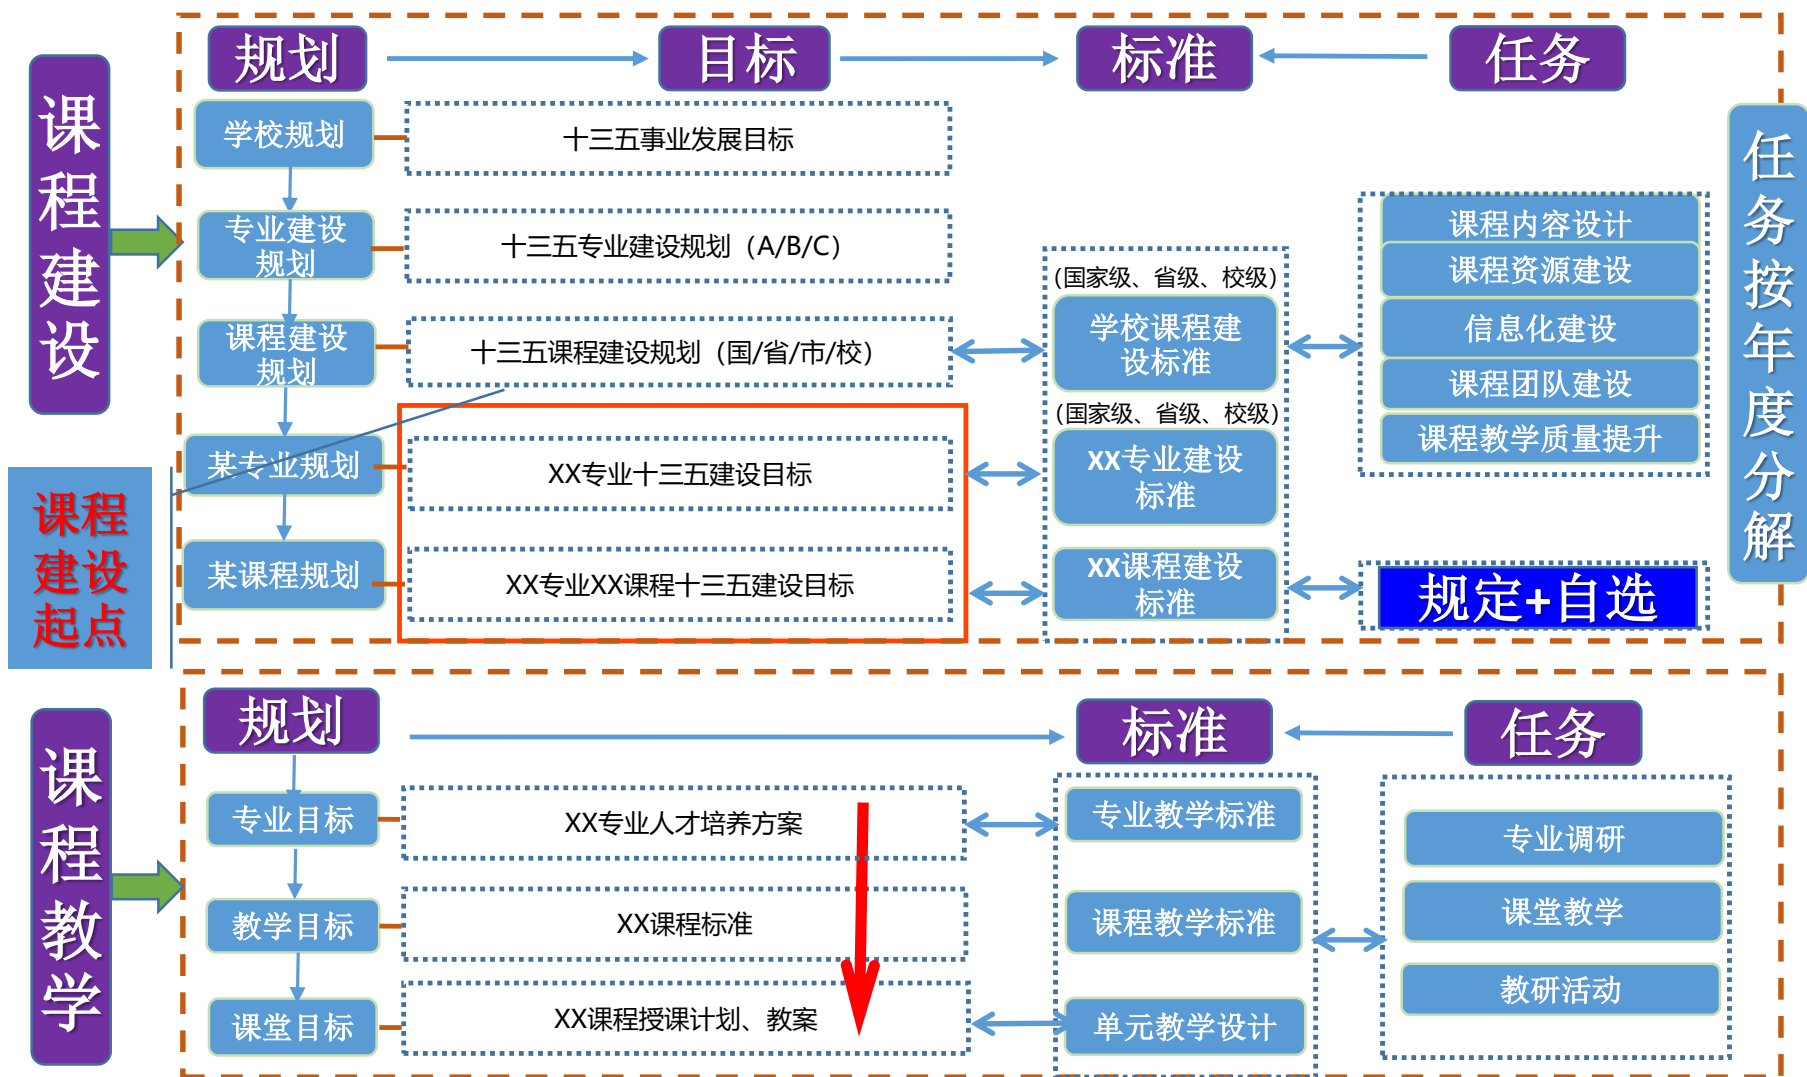 课程建设
规划
目标
标准
任务
学校规划
十三五事业发展目标
专业建设
规划
十三五专业建设规划（A/B/C）
课程建设
规划
十三五课程建设规划（国/省/市/校）
某专业规划
XX专业十三五建设目标
某课程规划
XX专业XX课程十三五建设目标
（国家级、省级、校级）
学校课程建
设标准
（国家级、省级、校级）
XX专业建设
标准
XX课程建设
标准
课程内容设计
课程资源建设
信息化建设
课程团队建设
课程教学质量提升
规定+自选
任务按年度分解
课程
建设
起点
课程教学
规划
标准
任务
专业目标
XX专业人才培养方案
教学目标
XX课程标准
课堂目标
XX课程授课计划、教案
专业教学标准
课程教学标准
单元教学设计
专业调研
课堂教学
教研活动